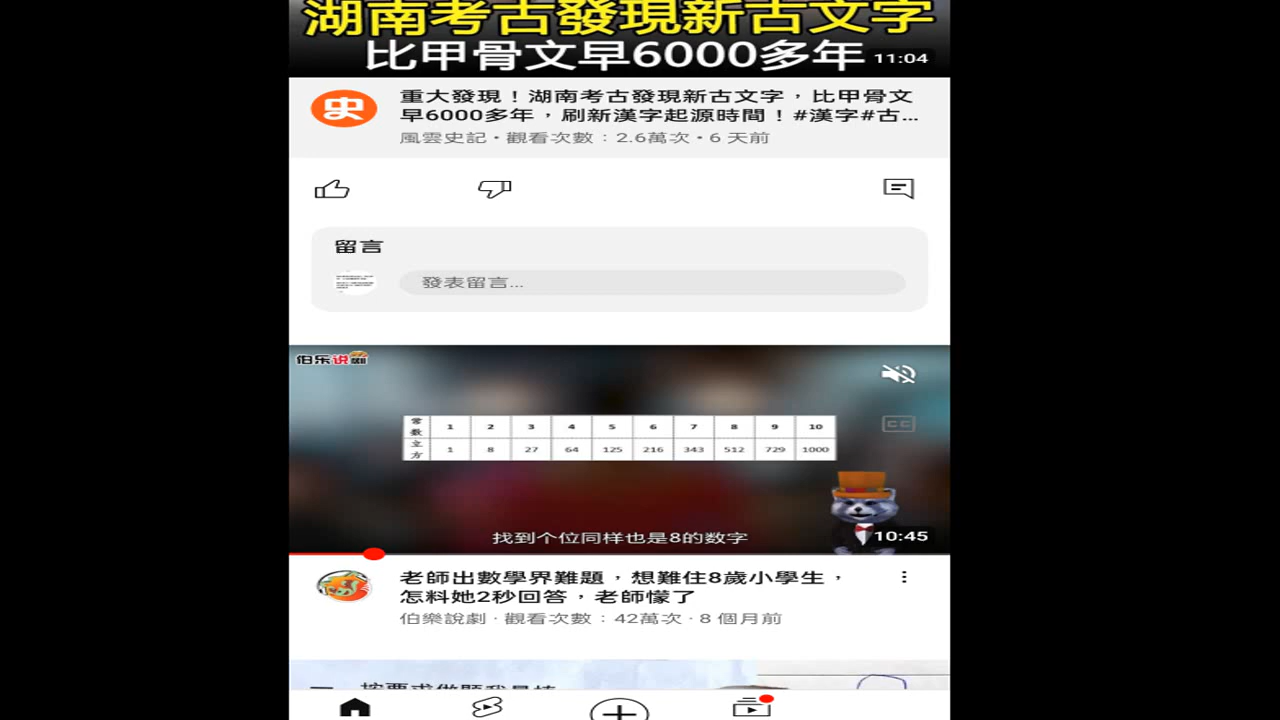 湖南考古發現新古文字
比甲骨文早6000多年
11:04
史
重大發現！湖南考古發現新古文字，比甲骨文
早6000多年，刷新漢字起源時間！#漢字#古...
風雲史記・觀看次數：2.6萬次・6 天前
留言
發表留言...
伯乐说剧
常数 1 2 3 4 5 6 7 8 9 10
立方 1 8 27 64 125 216 343 512 729 1000
CC
找到个位同样也是8的数字
10:45
老師出數學界難題，想難住8歲小學生，
怎料她2秒回答，老師懞了
伯樂說劇 · 觀看次數：42萬次 · 8 個月前